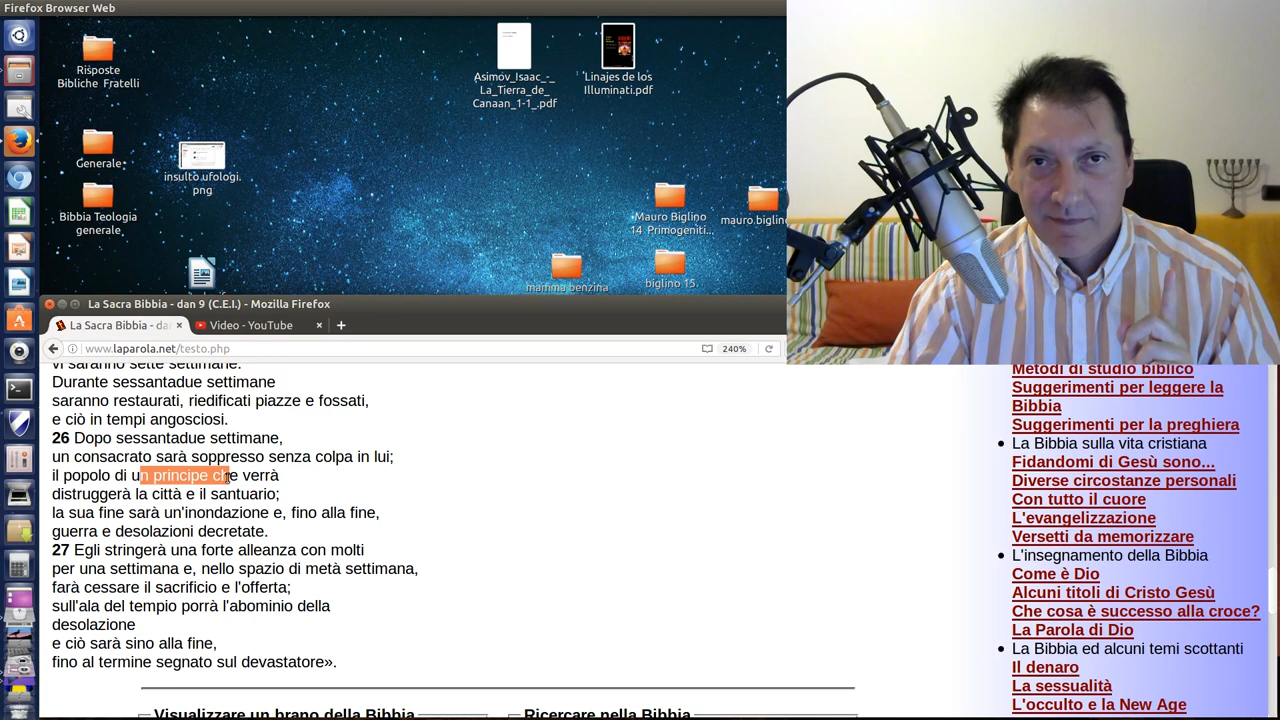 Firefox Browser Web
Risposte
Bibliche Fratelli
Asimov_Isaac_-_
La_Tierra_de_
Canaan_1-1_.pdf
Linajes de los
Illuminati.pdf
Generale
insulto.ufologi.
png
Bibbia Teologia
generale
Mauro Biglino
14 Primogeniti...
mauro.biglin
mamma benzina
biglino 15.
La Sacra Bibbia - dan 9 (C.E.I.) - Mozilla Firefox
La Sacra Bibbia - da
Video - YouTube
www.laparola.net/testo.php
240%
vi saranno sette settimane.
Durante sessantadue settimane
saranno restaurati, riedificati piazze e fossati,
e ciò in tempi angosciosi.
26 Dopo sessantadue settimane,
un consacrato sarà soppresso senza colpa in lui;
il popolo di un principe che verrà
distruggerà la città e il santuario;
la sua fine sarà un'inondazione e, fino alla fine,
guerra e desolazioni decretate.
27 Egli stringerà una forte alleanza con molti
per una settimana e, nello spazio di metà settimana,
farà cessare il sacrificio e l'offerta;
sull'ala del tempio porrà l'abominio della
desolazione
e ciò sarà sino alla fine,
fino al termine segnato sul devastatore».
Visualizzare un brano della Bibbia
Ricercare nella Bibbia
Metodi di studio biblico
Suggerimenti per leggere la
Bibbia
Suggerimenti per la preghiera
La Bibbia sulla vita cristiana
Fidandomi di Gesù sono...
Diverse circostanze personali
Con tutto il cuore
L'evangelizzazione
Versetti da memorizzare
L'insegnamento della Bibbia
Come è Dio
Alcuni titoli di Cristo Gesù
Che cosa è successo alla croce?
La Parola di Dio
La Bibbia ed alcuni temi scottanti
Il denaro
La sessualità
L'occulto e la New Age